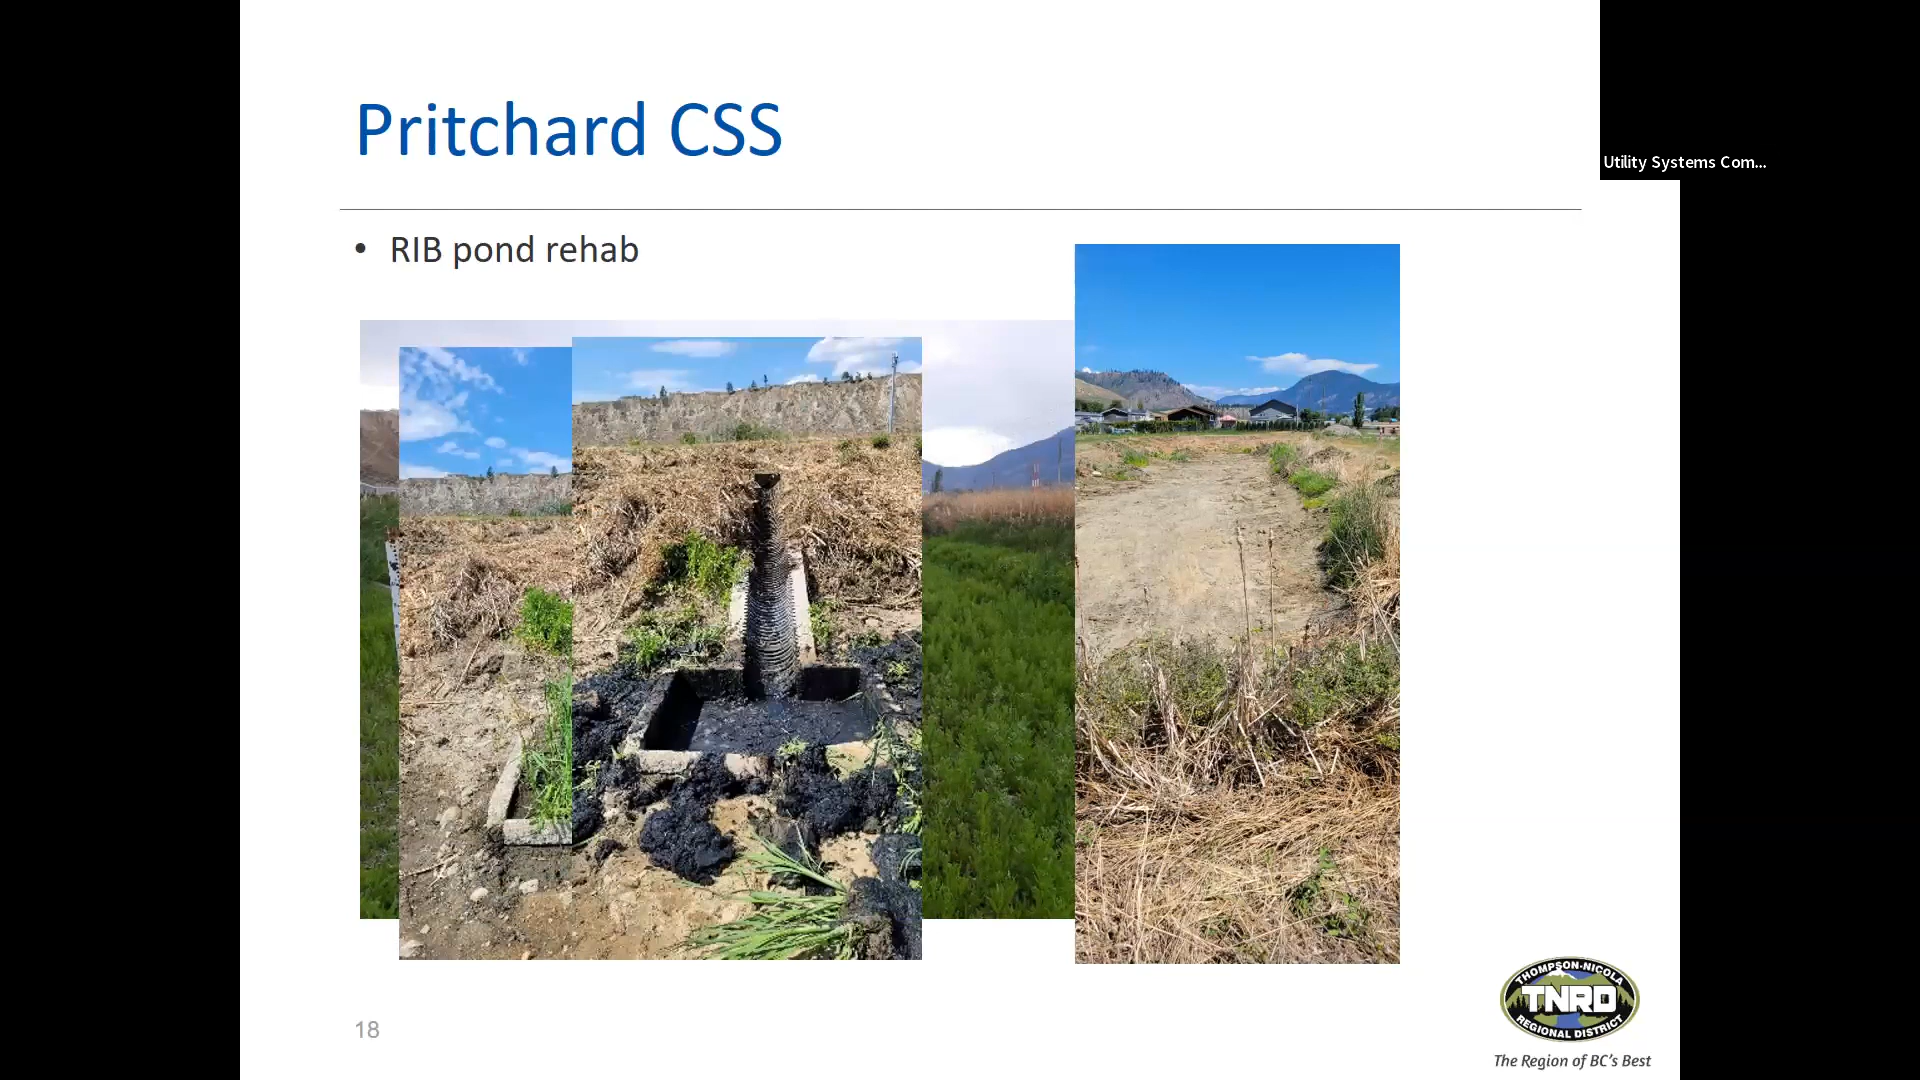 Pritchard CSS
Utility Systems Com...
• RIB pond rehab
THOMPSON-NICOLA
TNRD
REGIONAL DISTRICT
The Region of BC's Best
18